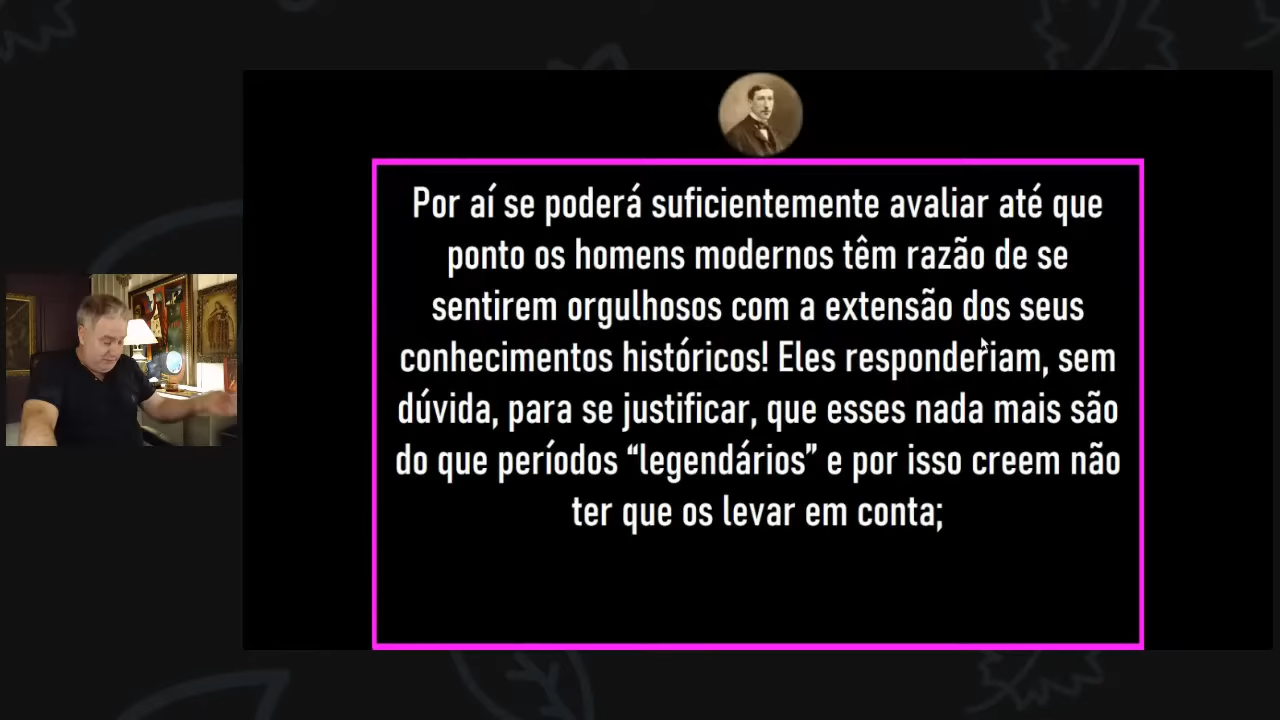 Por aí se poderá suficientemente avaliar até que
ponto os homens modernos têm razão de se
sentirem orgulhosos com a extensão dos seus
conhecimentos históricos! Eles responderiam, sem
dúvida, para se justificar, que esses nada mais são
do que períodos “legendários” e por isso creem não
ter que os levar em conta;